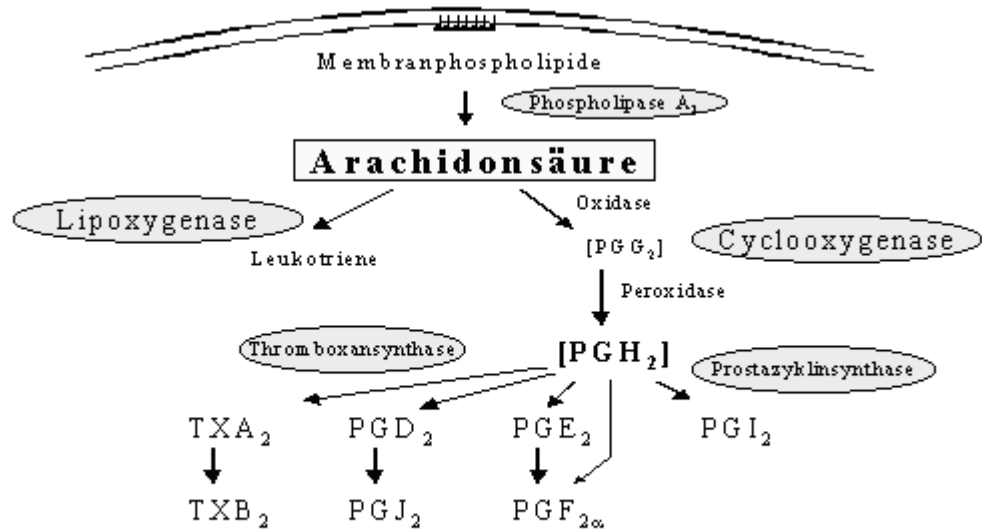 Membranphospholipide
Phospholipase A₂
Arachidonsäure
Lipoxygenase
Oxidase
Leukotriene
[PGG₂]
Cyclooxygenase
Peroxidase
Thromboxansynthase
[PGH₂]
Prostazyklinsynthase
TXA₂ PGD₂ PGE₂ PGI₂
TXB₂ PGJ₂ PGF₂α